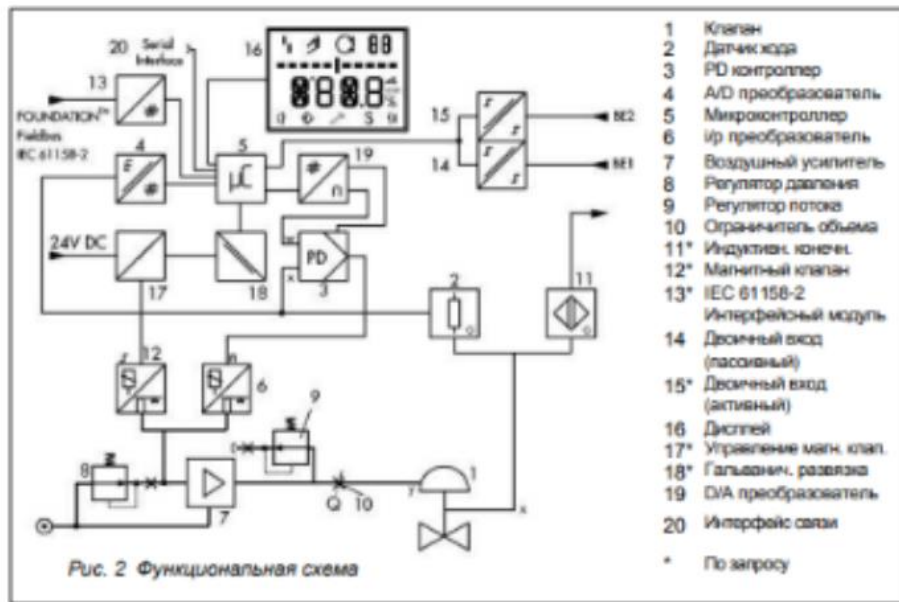 20 Serial
Interface
16
13
FOUNDATION™
Fieldbus
IEC 61158-2
4
5
19
15
BE2
14
BE1
24V DC
PD
3
17
18
2
11
12
6
9
8
7
10
Q
y
x
1
Рис. 2 Функциональная схема
1 Клапан
2 Датчик хода
3 PD контроллер
4 A/D преобразователь
5 Микроконтроллер
6 i/p преобразователь
7 Воздушный усилитель
8 Регулятор давления
9 Регулятор потока
10 Ограничитель объема
11* Индуктивн. конечн.
12* Магнитный клапан
13* IEC 61158-2
Интерфейсный модуль
14 Двоичный вход
(пассивный)
15* Двоичный вход
(активный)
16 Дисплей
17* Управление магн. клап.
18* Гальванич. развязка
19 D/A преобразователь
20 Интерфейс связи
* По запросу